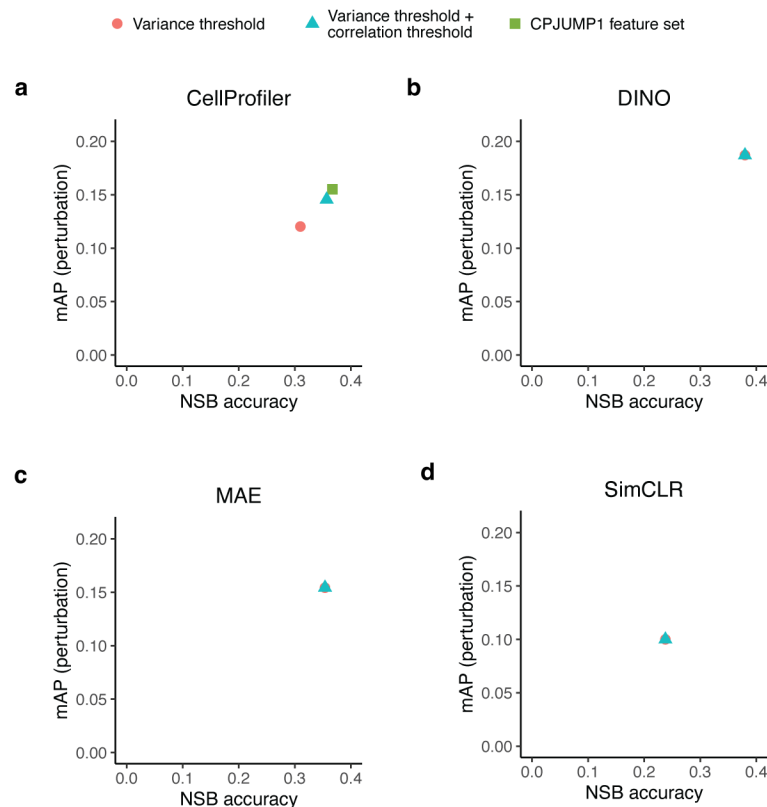 Variance threshold
Variance threshold +
correlation threshold
CPJUMP1 feature set
a
CellProfiler
mAP (perturbation)
0.20
0.15
0.10
0.05
0.00
0.0 0.1 0.2 0.3 0.4
NSB accuracy
b
DINO
mAP (perturbation)
0.20
0.15
0.10
0.05
0.00
0.0 0.1 0.2 0.3 0.4
NSB accuracy
c
MAE
mAP (perturbation)
0.20
0.15
0.10
0.05
0.00
0.0 0.1 0.2 0.3 0.4
NSB accuracy
d
SimCLR
mAP (perturbation)
0.20
0.15
0.10
0.05
0.00
0.0 0.1 0.2 0.3 0.4
NSB accuracy